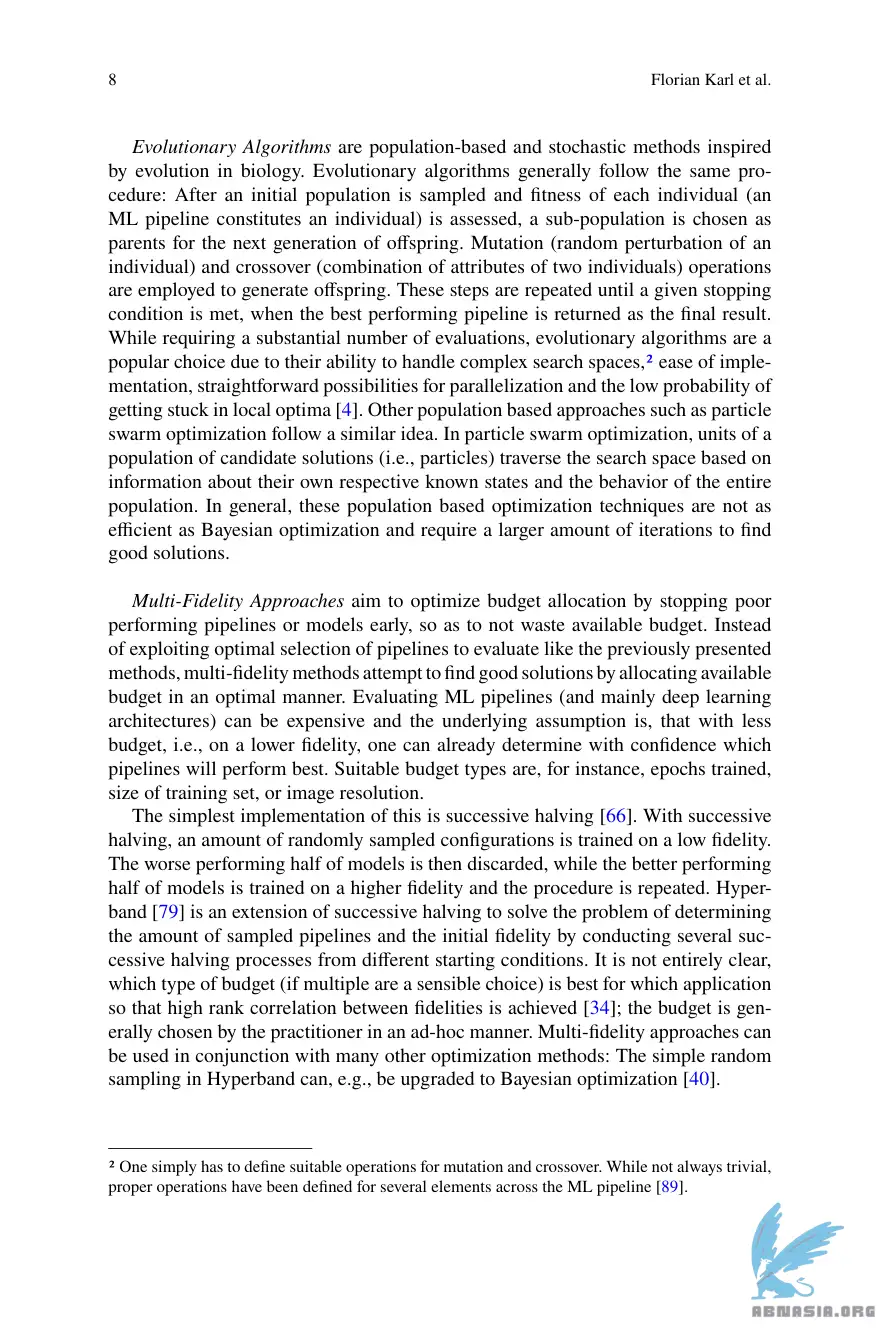 8 Florian Karl et al.
Evolutionary Algorithms are population-based and stochastic methods inspired
by evolution in biology. Evolutionary algorithms generally follow the same pro-
cedure: After an initial population is sampled and fitness of each individual (an
ML pipeline constitutes an individual) is assessed, a sub-population is chosen as
parents for the next generation of offspring. Mutation (random perturbation of an
individual) and crossover (combination of attributes of two individuals) operations
are employed to generate offspring. These steps are repeated until a given stopping
condition is met, when the best performing pipeline is returned as the final result.
While requiring a substantial number of evaluations, evolutionary algorithms are a
popular choice due to their ability to handle complex search spaces,² ease of imple-
mentation, straightforward possibilities for parallelization and the low probability of
getting stuck in local optima [4]. Other population based approaches such as particle
swarm optimization follow a similar idea. In particle swarm optimization, units of a
population of candidate solutions (i.e., particles) traverse the search space based on
information about their own respective known states and the behavior of the entire
population. In general, these population based optimization techniques are not as
efficient as Bayesian optimization and require a larger amount of iterations to find
good solutions.
Multi-Fidelity Approaches aim to optimize budget allocation by stopping poor
performing pipelines or models early, so as to not waste available budget. Instead
of exploiting optimal selection of pipelines to evaluate like the previously presented
methods, multi-fidelity methods attempt to find good solutions by allocating available
budget in an optimal manner. Evaluating ML pipelines (and mainly deep learning
architectures) can be expensive and the underlying assumption is, that with less
budget, i.e., on a lower fidelity, one can already determine with confidence which
pipelines will perform best. Suitable budget types are, for instance, epochs trained,
size of training set, or image resolution.
The simplest implementation of this is successive halving [66]. With successive
halving, an amount of randomly sampled configurations is trained on a low fidelity.
The worse performing half of models is then discarded, while the better performing
half of models is trained on a higher fidelity and the procedure is repeated. Hyper-
band [79] is an extension of successive halving to solve the problem of determining
the amount of sampled pipelines and the initial fidelity by conducting several suc-
cessive halving processes from different starting conditions. It is not entirely clear,
which type of budget (if multiple are a sensible choice) is best for which application
so that high rank correlation between fidelities is achieved [34]; the budget is gen-
erally chosen by the practitioner in an ad-hoc manner. Multi-fidelity approaches can
be used in conjunction with many other optimization methods: The simple random
sampling in Hyperband can, e.g., be upgraded to Bayesian optimization [40].
² One simply has to define suitable operations for mutation and crossover. While not always trivial,
proper operations have been defined for several elements across the ML pipeline [89].
ABNASIA.ORG